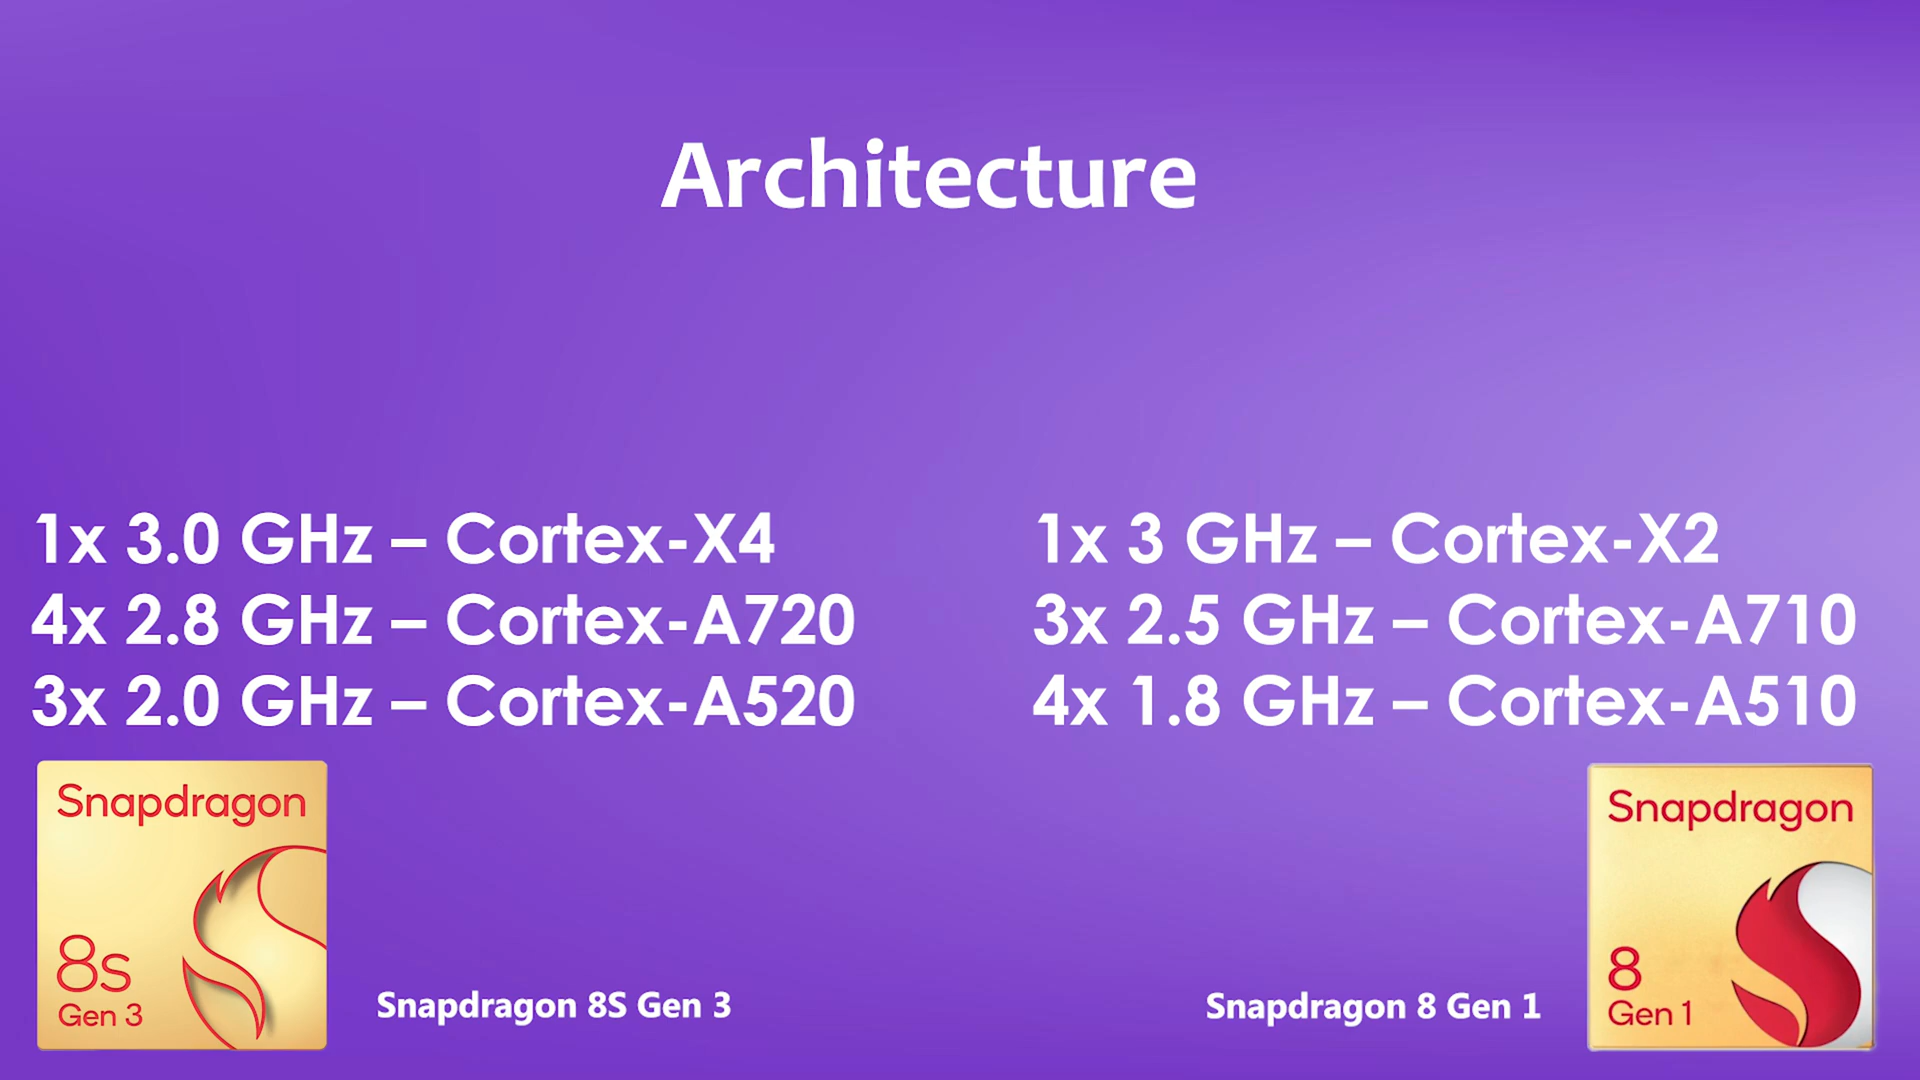 Architecture
1x 3.0 GHz – Cortex-X4
4x 2.8 GHz – Cortex-A720
3x 2.0 GHz – Cortex-A520
1x 3 GHz – Cortex-X2
3x 2.5 GHz – Cortex-A710
4x 1.8 GHz – Cortex-A510
Snapdragon
8s
Gen 3
Snapdragon 8S Gen 3
Snapdragon 8 Gen 1
Snapdragon
8
Gen 1